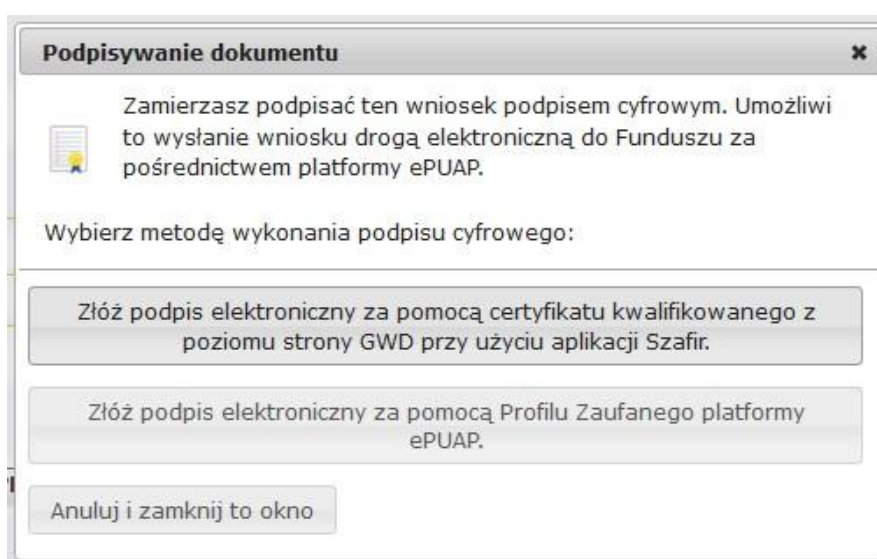 Podpisywanie dokumentu
Zamierzasz podpisać ten wniosek podpisem cyfrowym. Umożliwi
to wysłanie wniosku drogą elektroniczną do Funduszu za
pośrednictwem platformy ePUAP.
Wybierz metodę wykonania podpisu cyfrowego:
Złóż podpis elektroniczny za pomocą certyfikatu kwalifikowanego z
poziomu strony GWD przy użyciu aplikacji Szafir.
Złóż podpis elektroniczny za pomocą Profilu Zaufanego platformy
ePUAP.
Anuluj i zamknij to okno